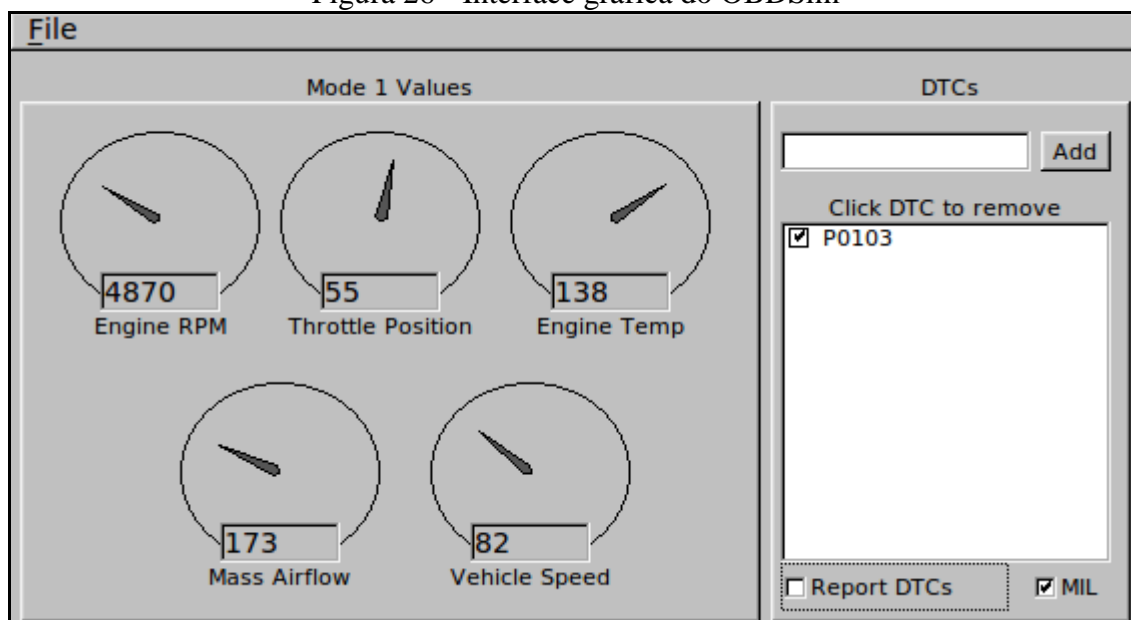 File
Mode 1 Values
4870
55
138
Engine RPM
Throttle Position
Engine Temp
173
82
Mass Airflow
Vehicle Speed
DTCs
Add
Click DTC to remove
P0103
Report DTCs
MIL